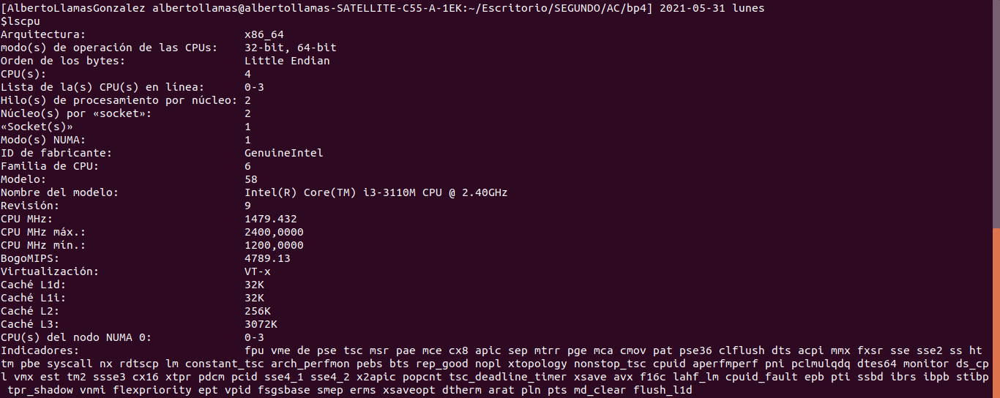 [AlbertoLlamasGonzalez albertollamas@albertollamas-SATELLITE-C55-A-1EK:~/Escritorio/SEGUNDO/AC/bp4] 2021-05-31 lunes
$lscpu
Arquitectura: x86_64
modo(s) de operación de las CPUs: 32-bit, 64-bit
Orden de los bytes: Little Endian
CPU(s): 4
Lista de la(s) CPU(s) en línea: 0-3
Hilo(s) de procesamiento por núcleo: 2
Núcleo(s) por «socket»: 2
«Socket(s)» 1
Modo(s) NUMA: 1
ID de fabricante: GenuineIntel
Familia de CPU: 6
Modelo: 58
Nombre del modelo: Intel(R) Core(TM) i3-3110M CPU @ 2.40GHz
Revisión: 9
CPU MHz: 1479.432
CPU MHz máx.: 2400,0000
CPU MHz mín.: 1200,0000
BogoMIPS: 4789.13
Virtualización: VT-x
Caché L1d: 32K
Caché L1i: 32K
Caché L2: 256K
Caché L3: 3072K
CPU(s) del nodo NUMA 0: 0-3
Indicadores: fpu vme de pse tsc msr pae mce cx8 apic sep mtrr pge mca cmov pat pse36 clflush dts acpi mmx fxsr sse sse2 ss ht
tm pbe syscall nx rdtscp lm constant_tsc arch_perfmon pebs bts rep_good nopl xtopology nonstop_tsc cpuid aperfmperf pni pclmulqdq dtes64 monitor ds_cp
l vmx est tm2 ssse3 cx16 xtpr pdcm pcid sse4_1 sse4_2 x2apic popcnt tsc_deadline_timer xsave avx f16c lahf_lm cpuid_fault epb pti ssbd ibrs ibpb stibp
tpr_shadow vnmi flexpriority ept vpid fsgsbase smep erms xsaveopt dtherm arat pln pts md_clear flush_l1d